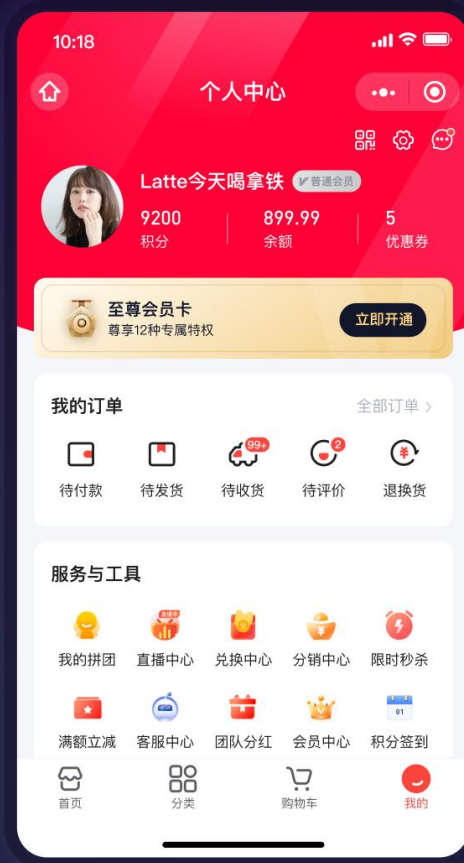 10:18
个人中心
Latte今天喝拿铁 V普通会员
9200 899.99 5
积分 余额 优惠券
至尊会员卡
尊享12种专属特权
立即开通
我的订单 全部订单
99+ 2
待付款 待发货 待收货 待评价 退换货
服务与工具
直播中
我的拼团 直播中心 兑换中心 分销中心 限时秒杀
01
满额立减 客服中心 团队分红 会员中心 积分签到
首页 分类 购物车 我的